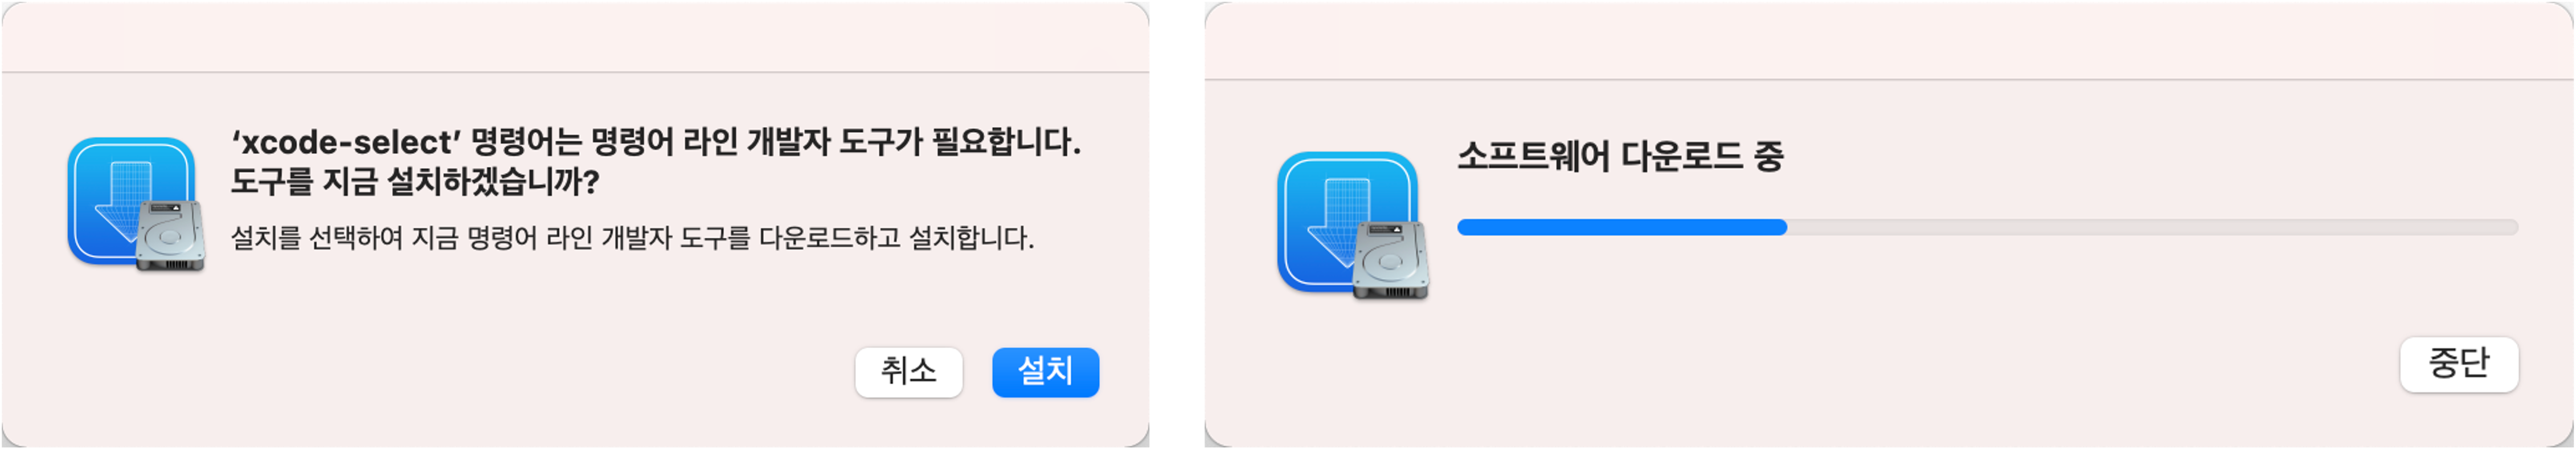 ‘xcode-select’ 명령어는 명령어 라인 개발자 도구가 필요합니다.
도구를 지금 설치하겠습니까?
설치를 선택하여 지금 명령어 라인 개발자 도구를 다운로드하고 설치합니다.
취소
설치
소프트웨어 다운로드 중
중단